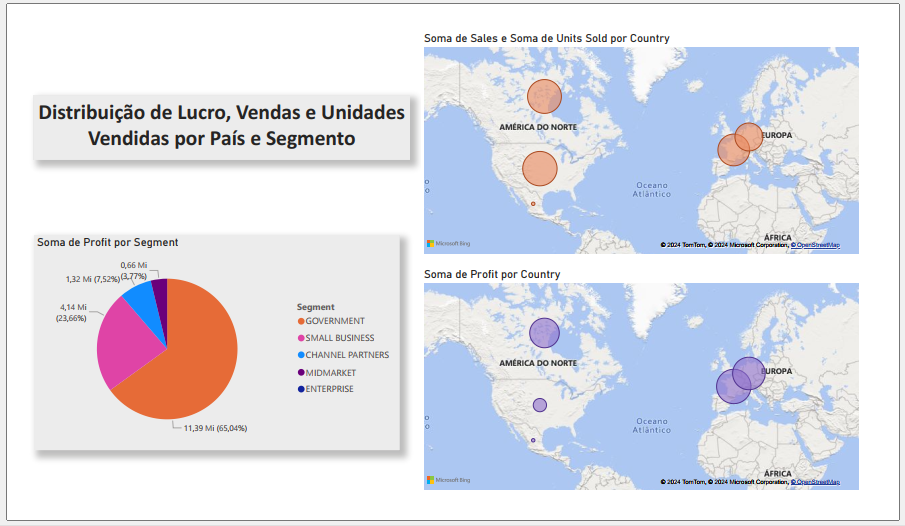 Distribuição de Lucro, Vendas e Unidades
Vendidas por País e Segmento
Soma de Profit por Segment
0,66 Mi
(3,77%)
1,32 Mi (7,52%)
4,14 Mi
(23,66%)
11,39 Mi (65,04%)
Segment
GOVERNMENT
SMALL BUSINESS
CHANNEL PARTNERS
MIDMARKET
ENTERPRISE
Soma de Sales e Soma de Units Sold por Country
AMÉRICA DO NORTE
EUROPA
Oceano
Atlântico
ÁFRICA
Microsoft Bing
© 2024 TomTom, © 2024 Microsoft Corporation, © OpenStreetMap
Soma de Profit por Country
AMÉRICA DO NORTE
EUROPA
Oceano
Atlântico
ÁFRICA
Microsoft Bing
© 2024 TomTom, © 2024 Microsoft Corporation, © OpenStreetMap